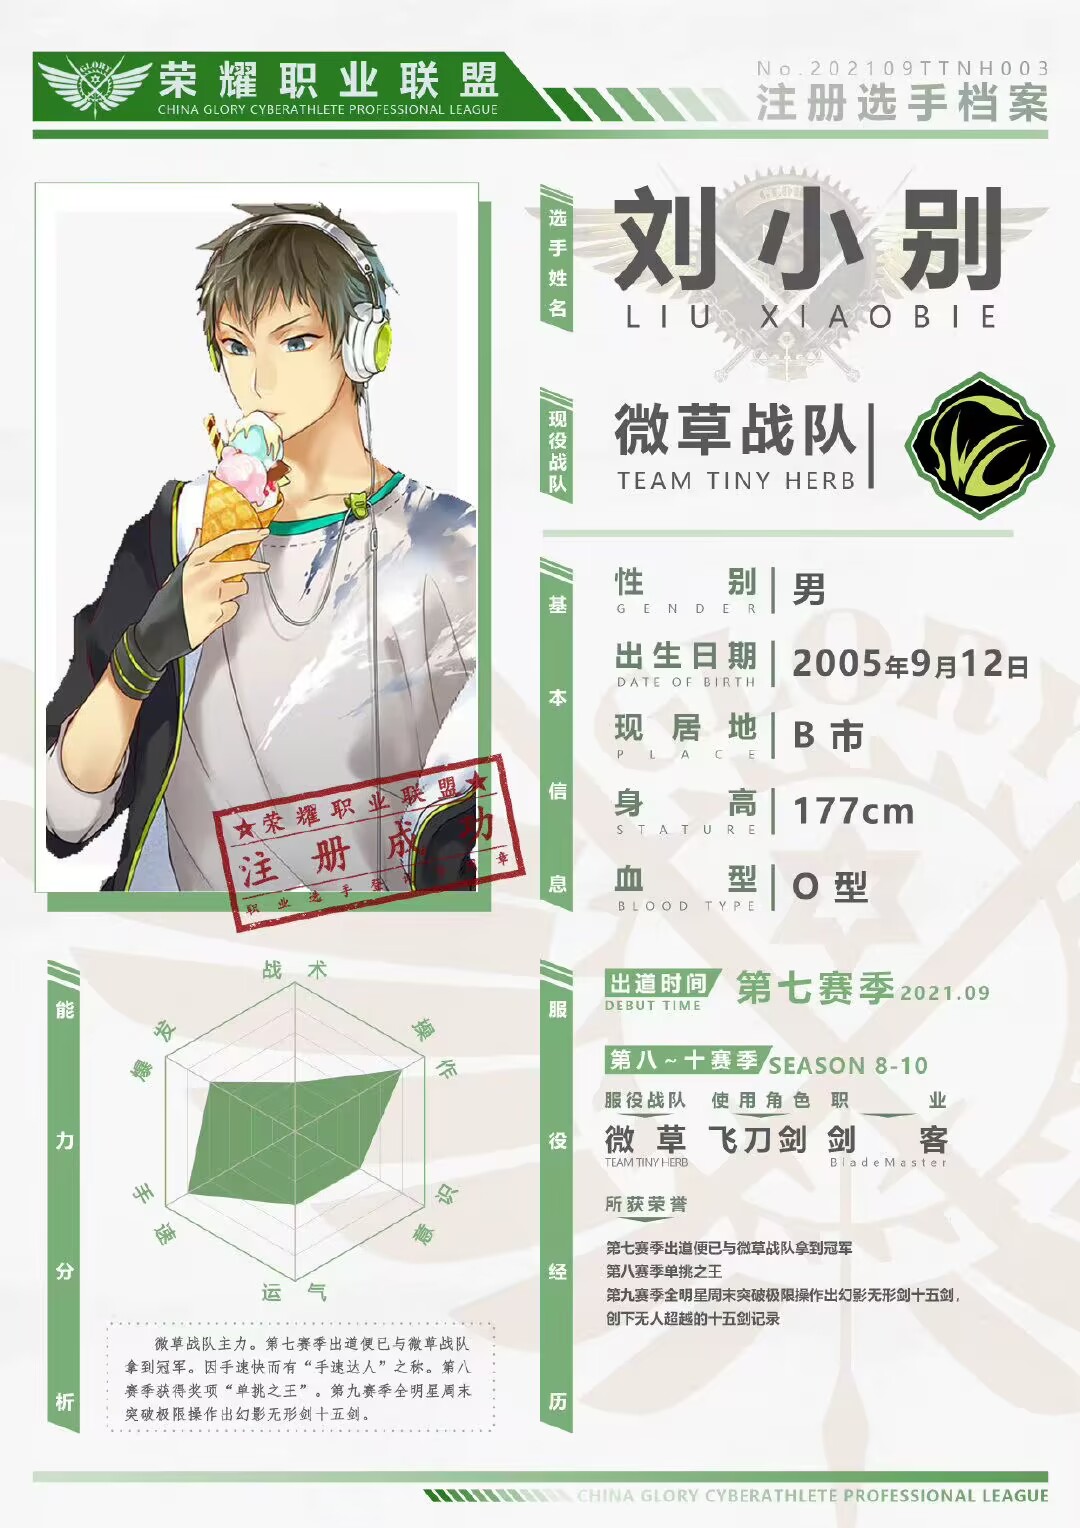 GLORY
荣耀职业联盟
CHINA GLORY CYBERATHLETE PROFESSIONAL LEAGUE
No.202109TTNH003
注册选手档案
选手姓名
刘小别
LIU XIAOBIE
现役战队
微草战队
TEAM TINY HERB
基本信息
性别
GENDER
男
出生日期
DATE OF BIRTH
2005年9月12日
现居地
PLACE
B 市
身高
STATURE
177cm
血型
BLOOD TYPE
O 型
★荣耀职业联盟★
注册成功
职业选手登
章
能力分析
战术
操作
意识
运气
手速
爆发
微草战队主力。第七赛季出道便已与微草战队
拿到冠军。因手速快而有“手速达人”之称。第八
赛季获得奖项“单挑之王”。第九赛季全明星周末
突破极限操作出幻影无形剑十五剑。
服役经历
出道时间
DEBUT TIME
第七赛季 2021.09
第八~十赛季 SEASON 8-10
服役战队 使用角色 职业
微草 飞刀剑 剑客
TEAM TINY HERB BladeMaster
所获荣誉
第七赛季出道便已与微草战队拿到冠军
第八赛季单挑之王
第九赛季全明星周末突破极限操作出幻影无形剑十五剑，
创下无人超越的十五剑记录
CHINA GLORY CYBERATHLETE PROFESSIONAL LEAGUE